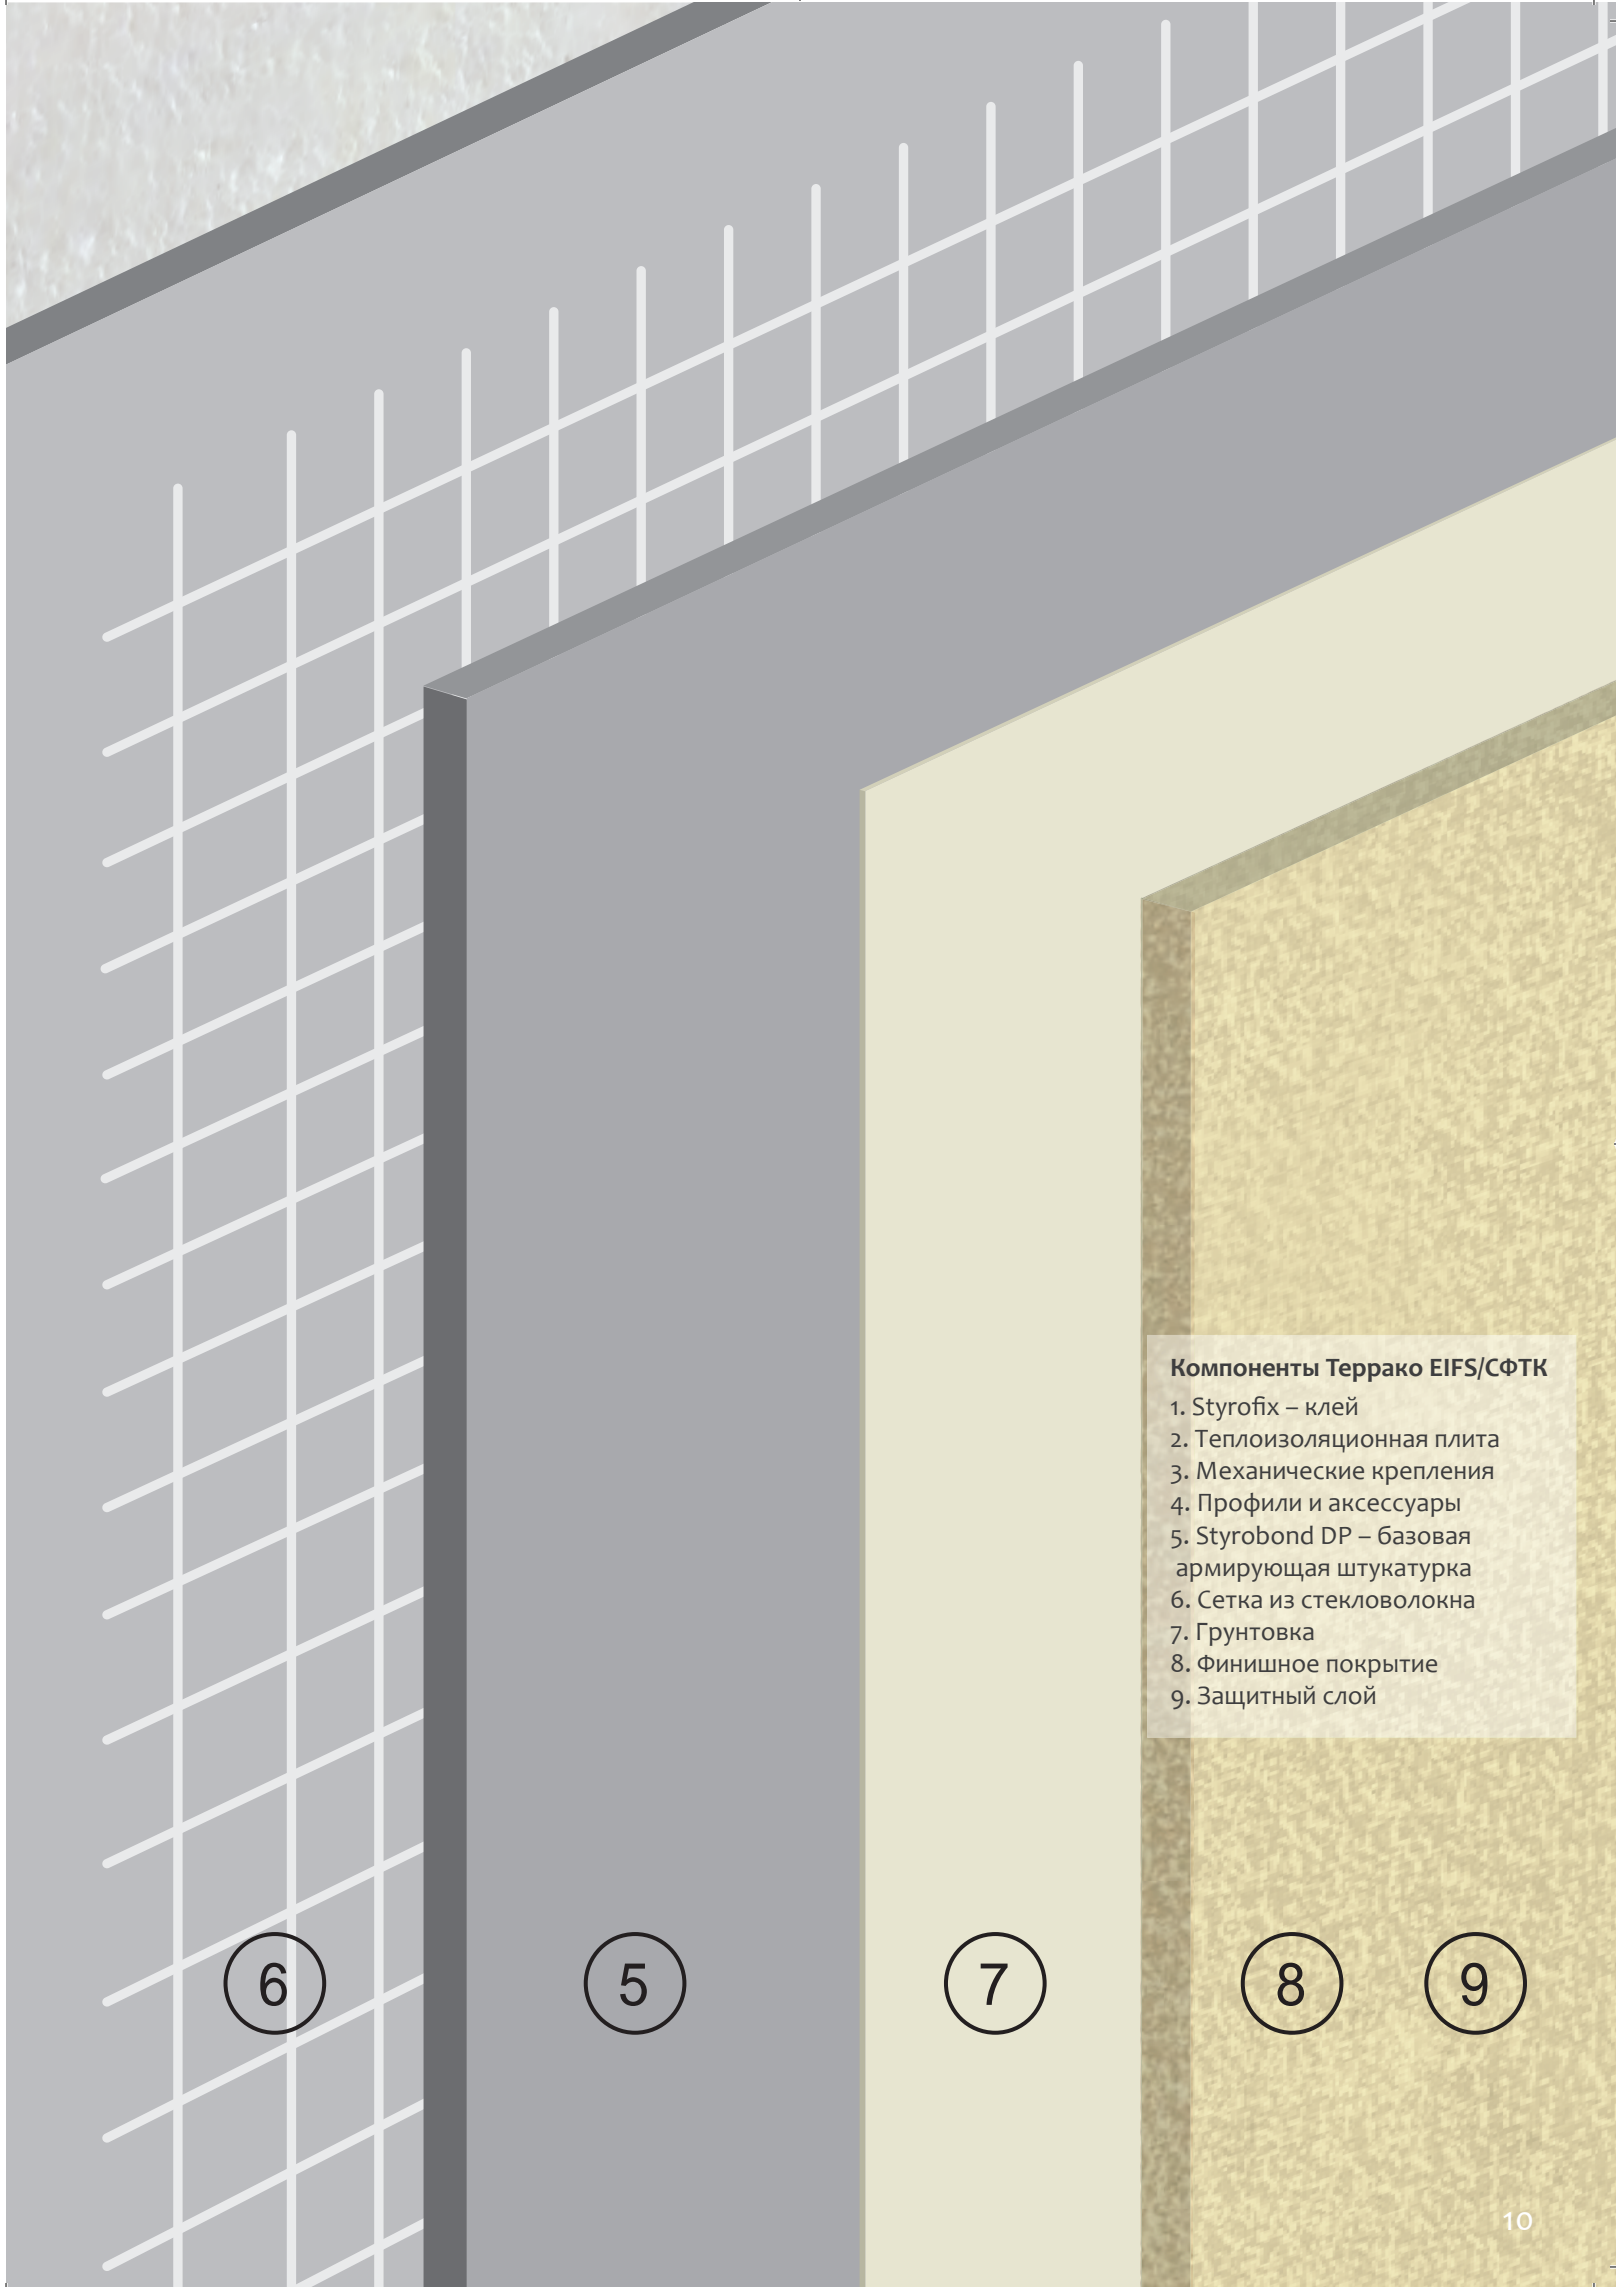 Компоненты Террако EIFS/СФТК
1. Styrofix – клей
2. Теплоизоляционная плита
3. Механические крепления
4. Профили и аксессуары
5. Styrobond DP – базовая
армирующая штукатурка
6. Сетка из стекловолокна
7. Грунтовка
8. Финишное покрытие
9. Защитный слой
6 5 7 8 9
10